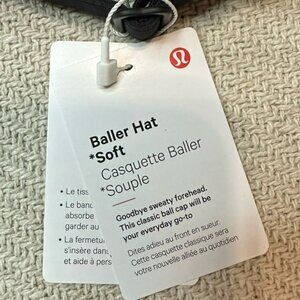 Baller Hat
*Soft
Casquette Baller
*Souple
Goodbye sweaty forehead.
This classic ball cap will be
your everyday go-to
Dites adieu au front en sueur.
Cette casquette classique sera
votre nouvelle alliée au quotidien
• Le tiss
• Le band
absorbe
garder au
• La fermetu
s'insère dans
et aide à pers